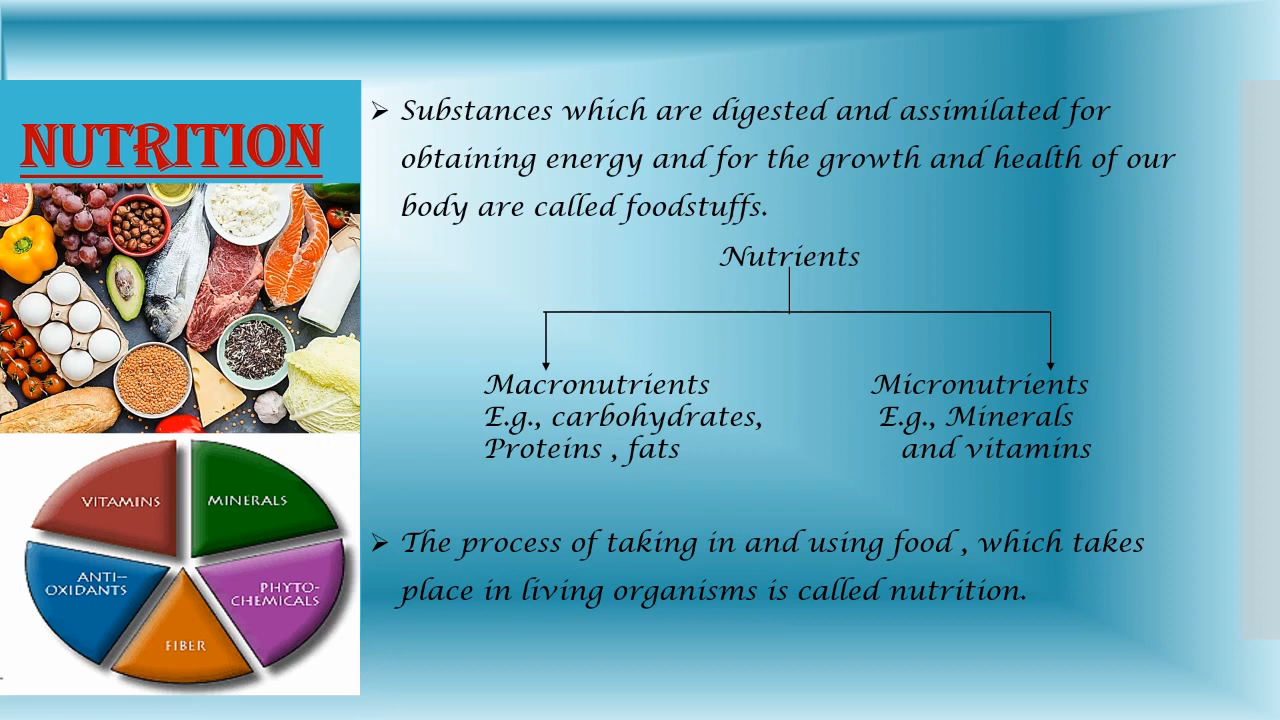 NUTRITION
➢ Substances which are digested and assimilated for
obtaining energy and for the growth and health of our
body are called foodstuffs.
Nutrients
Macronutrients
E.g., carbohydrates,
Proteins , fats
Micronutrients
E.g., Minerals
and vitamins
➢ The process of taking in and using food , which takes
place in living organisms is called nutrition.
VITAMINS
MINERALS
ANTI-
OXIDANTS
PHYTO-
CHEMICALS
FIBER